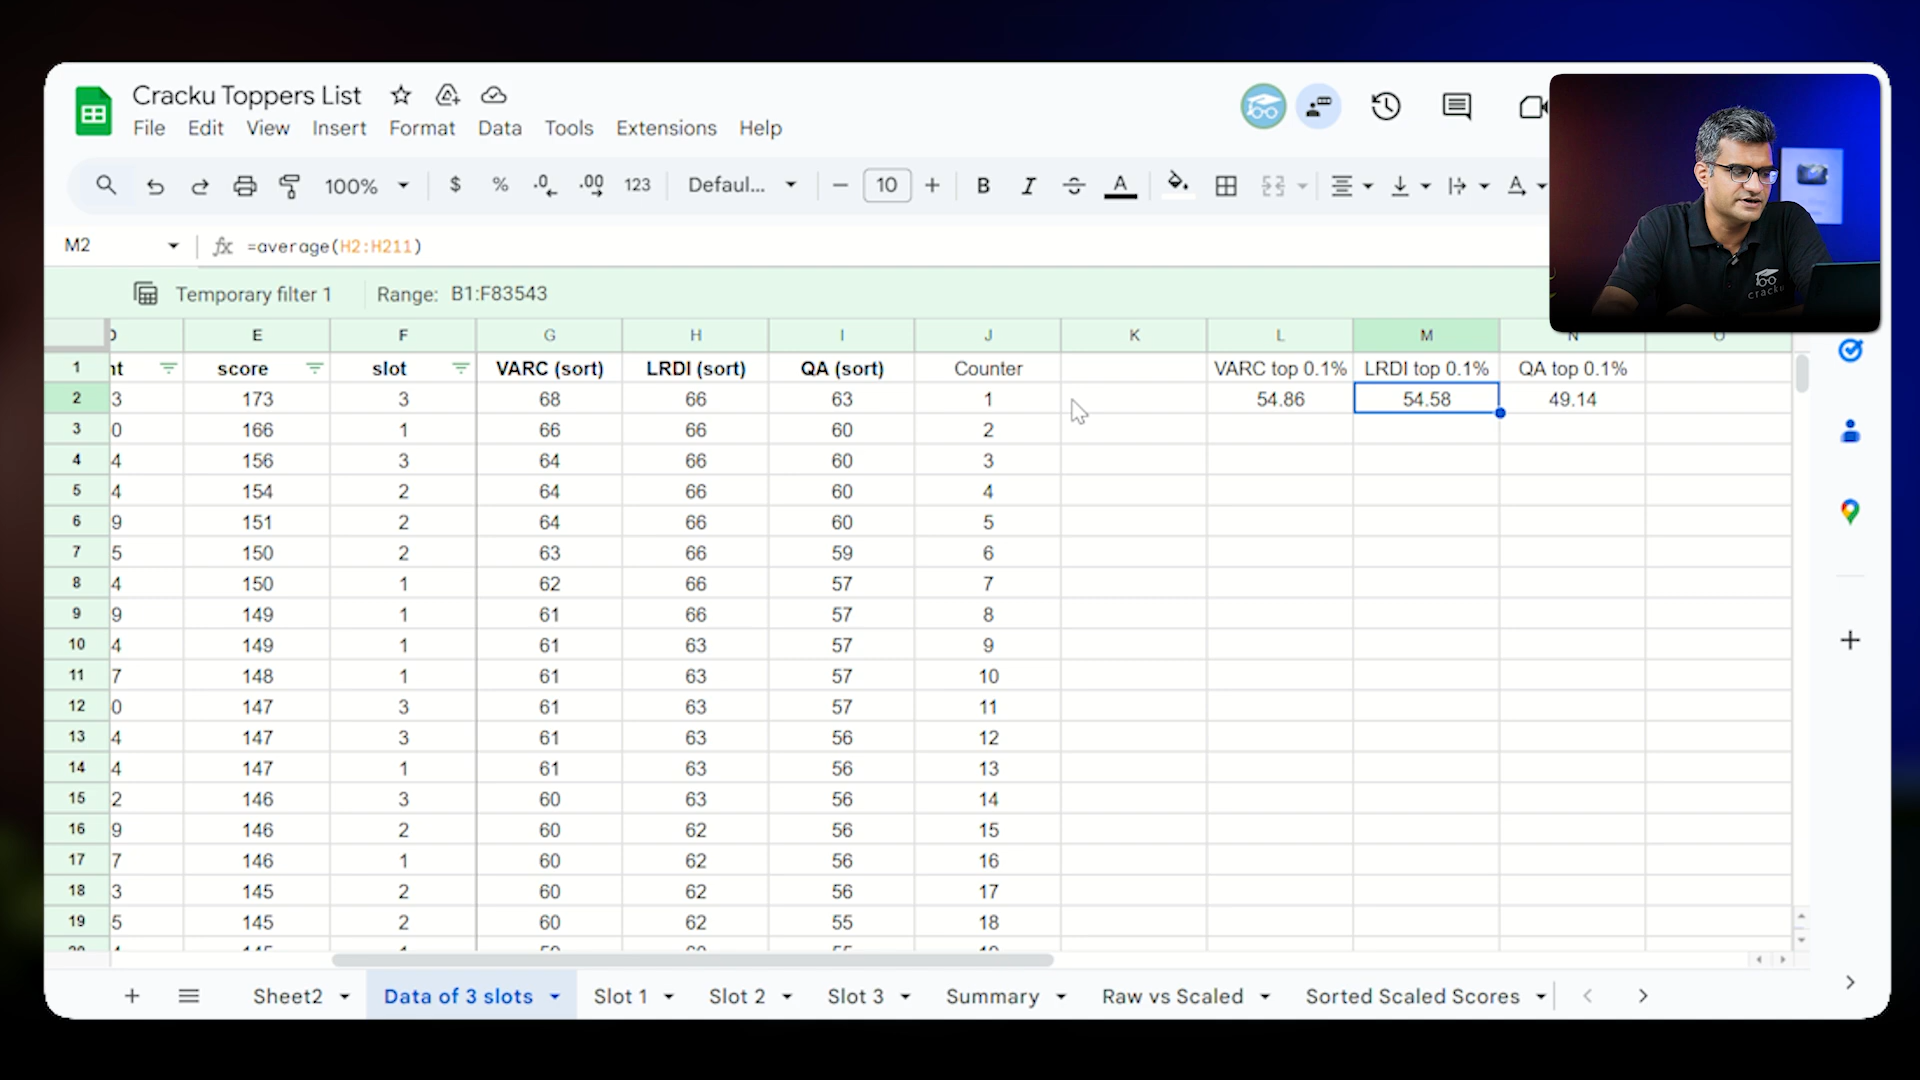 Cracku Toppers List
File Edit View Insert Format Data Tools Extensions Help
100% $ % .0 .00 123 Defaul... − 10 + B I S A A
M2 fx =average(H2:H211)
Temporary filter 1 Range: B1:F83543
E F G H I J K L M N O
1 nt score slot VARC (sort) LRDI (sort) QA (sort) Counter VARC top 0.1% LRDI top 0.1% QA top 0.1%
2 3 173 3 68 66 63 1 54.86 54.58 49.14
3 0 166 1 66 66 60 2
4 4 156 3 64 66 60 3
5 4 154 2 64 66 60 4
6 9 151 2 64 66 60 5
7 5 150 2 63 66 59 6
8 4 150 1 62 66 57 7
9 9 149 1 61 66 57 8
10 4 149 1 61 63 57 9
11 7 148 1 61 63 57 10
12 0 147 3 61 63 57 11
13 4 147 3 61 63 56 12
14 4 147 1 61 63 56 13
15 2 146 3 60 63 56 14
16 9 146 2 60 62 56 15
17 7 146 1 60 62 56 16
18 3 145 2 60 62 56 17
19 5 145 2 60 62 55 18
+ Sheet2 Data of 3 slots Slot 1 Slot 2 Slot 3 Summary Raw vs Scaled Sorted Scaled Scores
cracku